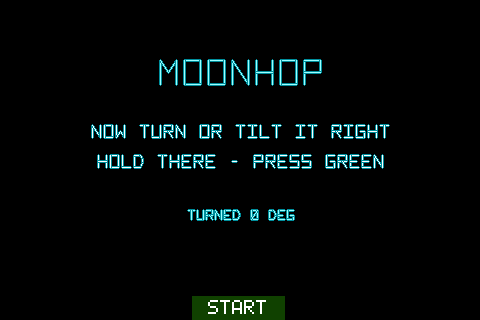 MOONHOP
NOW TURN OR TILT IT RIGHT
HOLD THERE - PRESS GREEN
TURNED 0 DEG
START